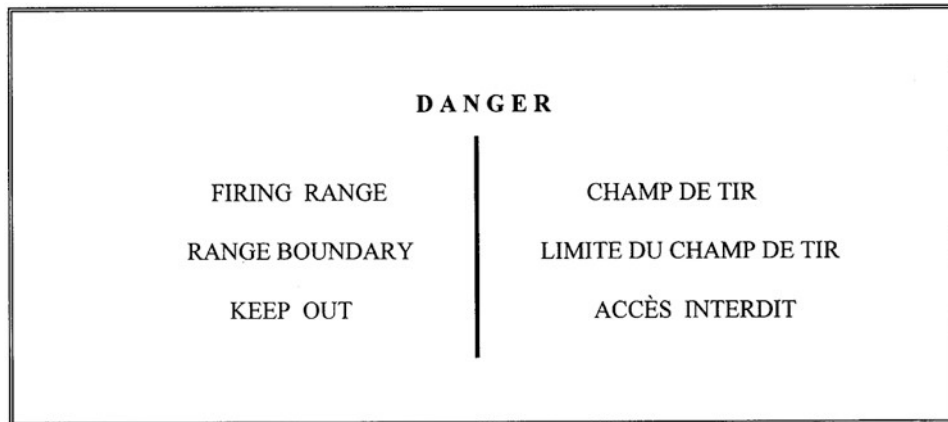 DANGER
FIRING RANGE
RANGE BOUNDARY
KEEP OUT
CHAMP DE TIR
LIMITE DU CHAMP DE TIR
ACCÈS INTERDIT